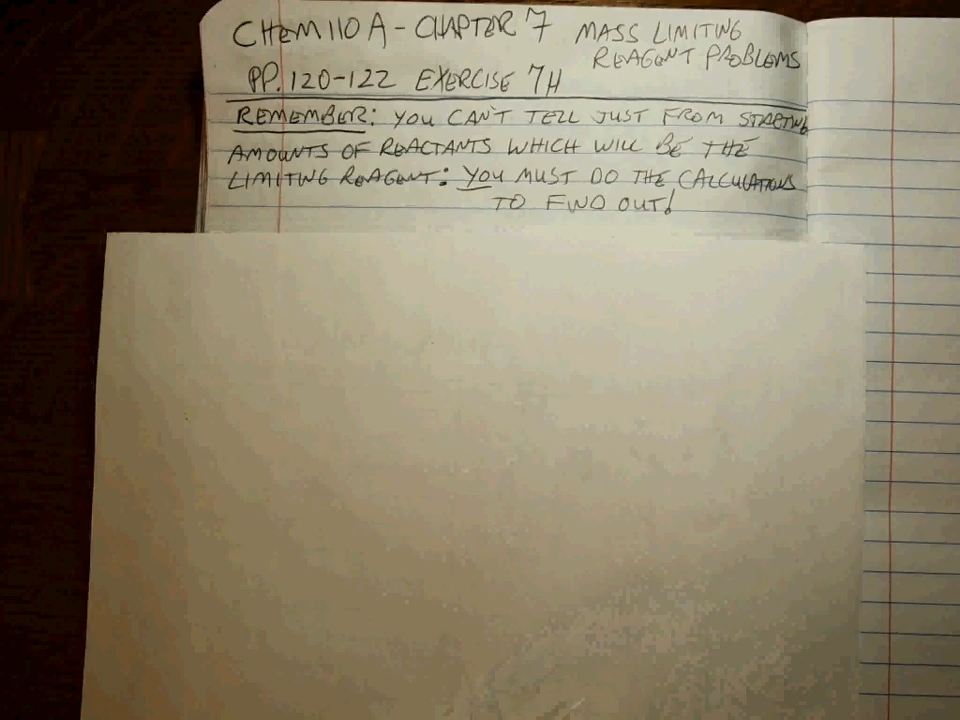 CHEM 110 A - CHAPTER 7 MASS LIMITING
REAGENT PROBLEMS
PP. 120-122 EXERCISE 7H
REMEMBER: YOU CAN'T TELL JUST FROM STARTING
AMOUNTS OF REACTANTS WHICH WILL BE THE
LIMITING REAGENT: YOU MUST DO THE CALCULATIONS
TO FIND OUT!